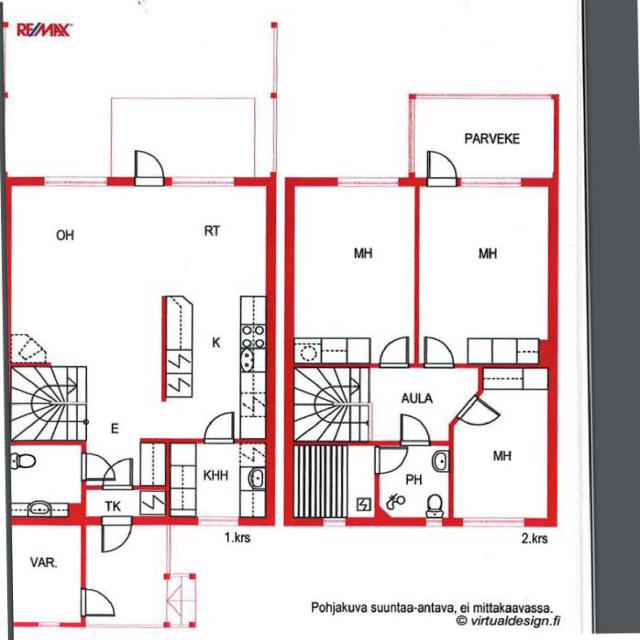 RE/MAX
PARVEKE
OH
RT
MH
MH
K
AULA
E
MH
KHH
PH
TK
1.krs
2.krs
VAR.
Pohjakuva suuntaa-antava, ei mittakaavassa.
© virtualdesign.fi